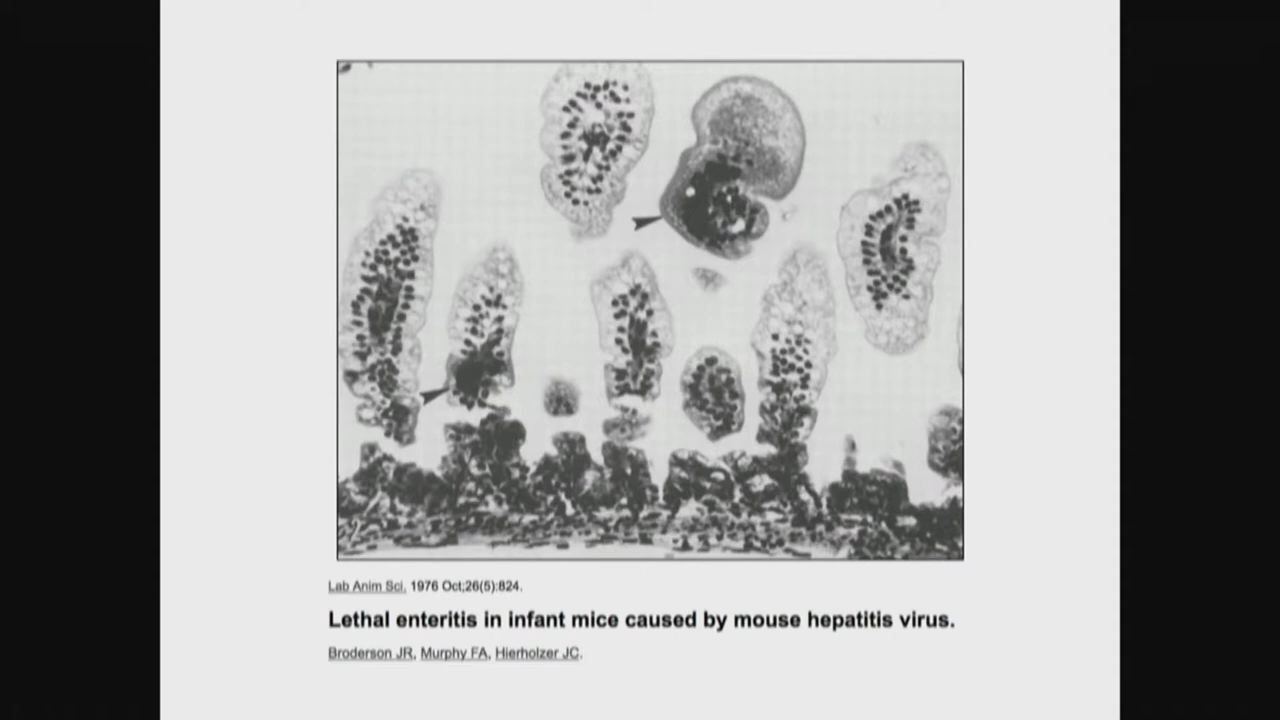 Lab Anim Sci. 1976 Oct;26(5):824.
Lethal enteritis in infant mice caused by mouse hepatitis virus.
Broderson JR, Murphy FA, Hierholzer JC.